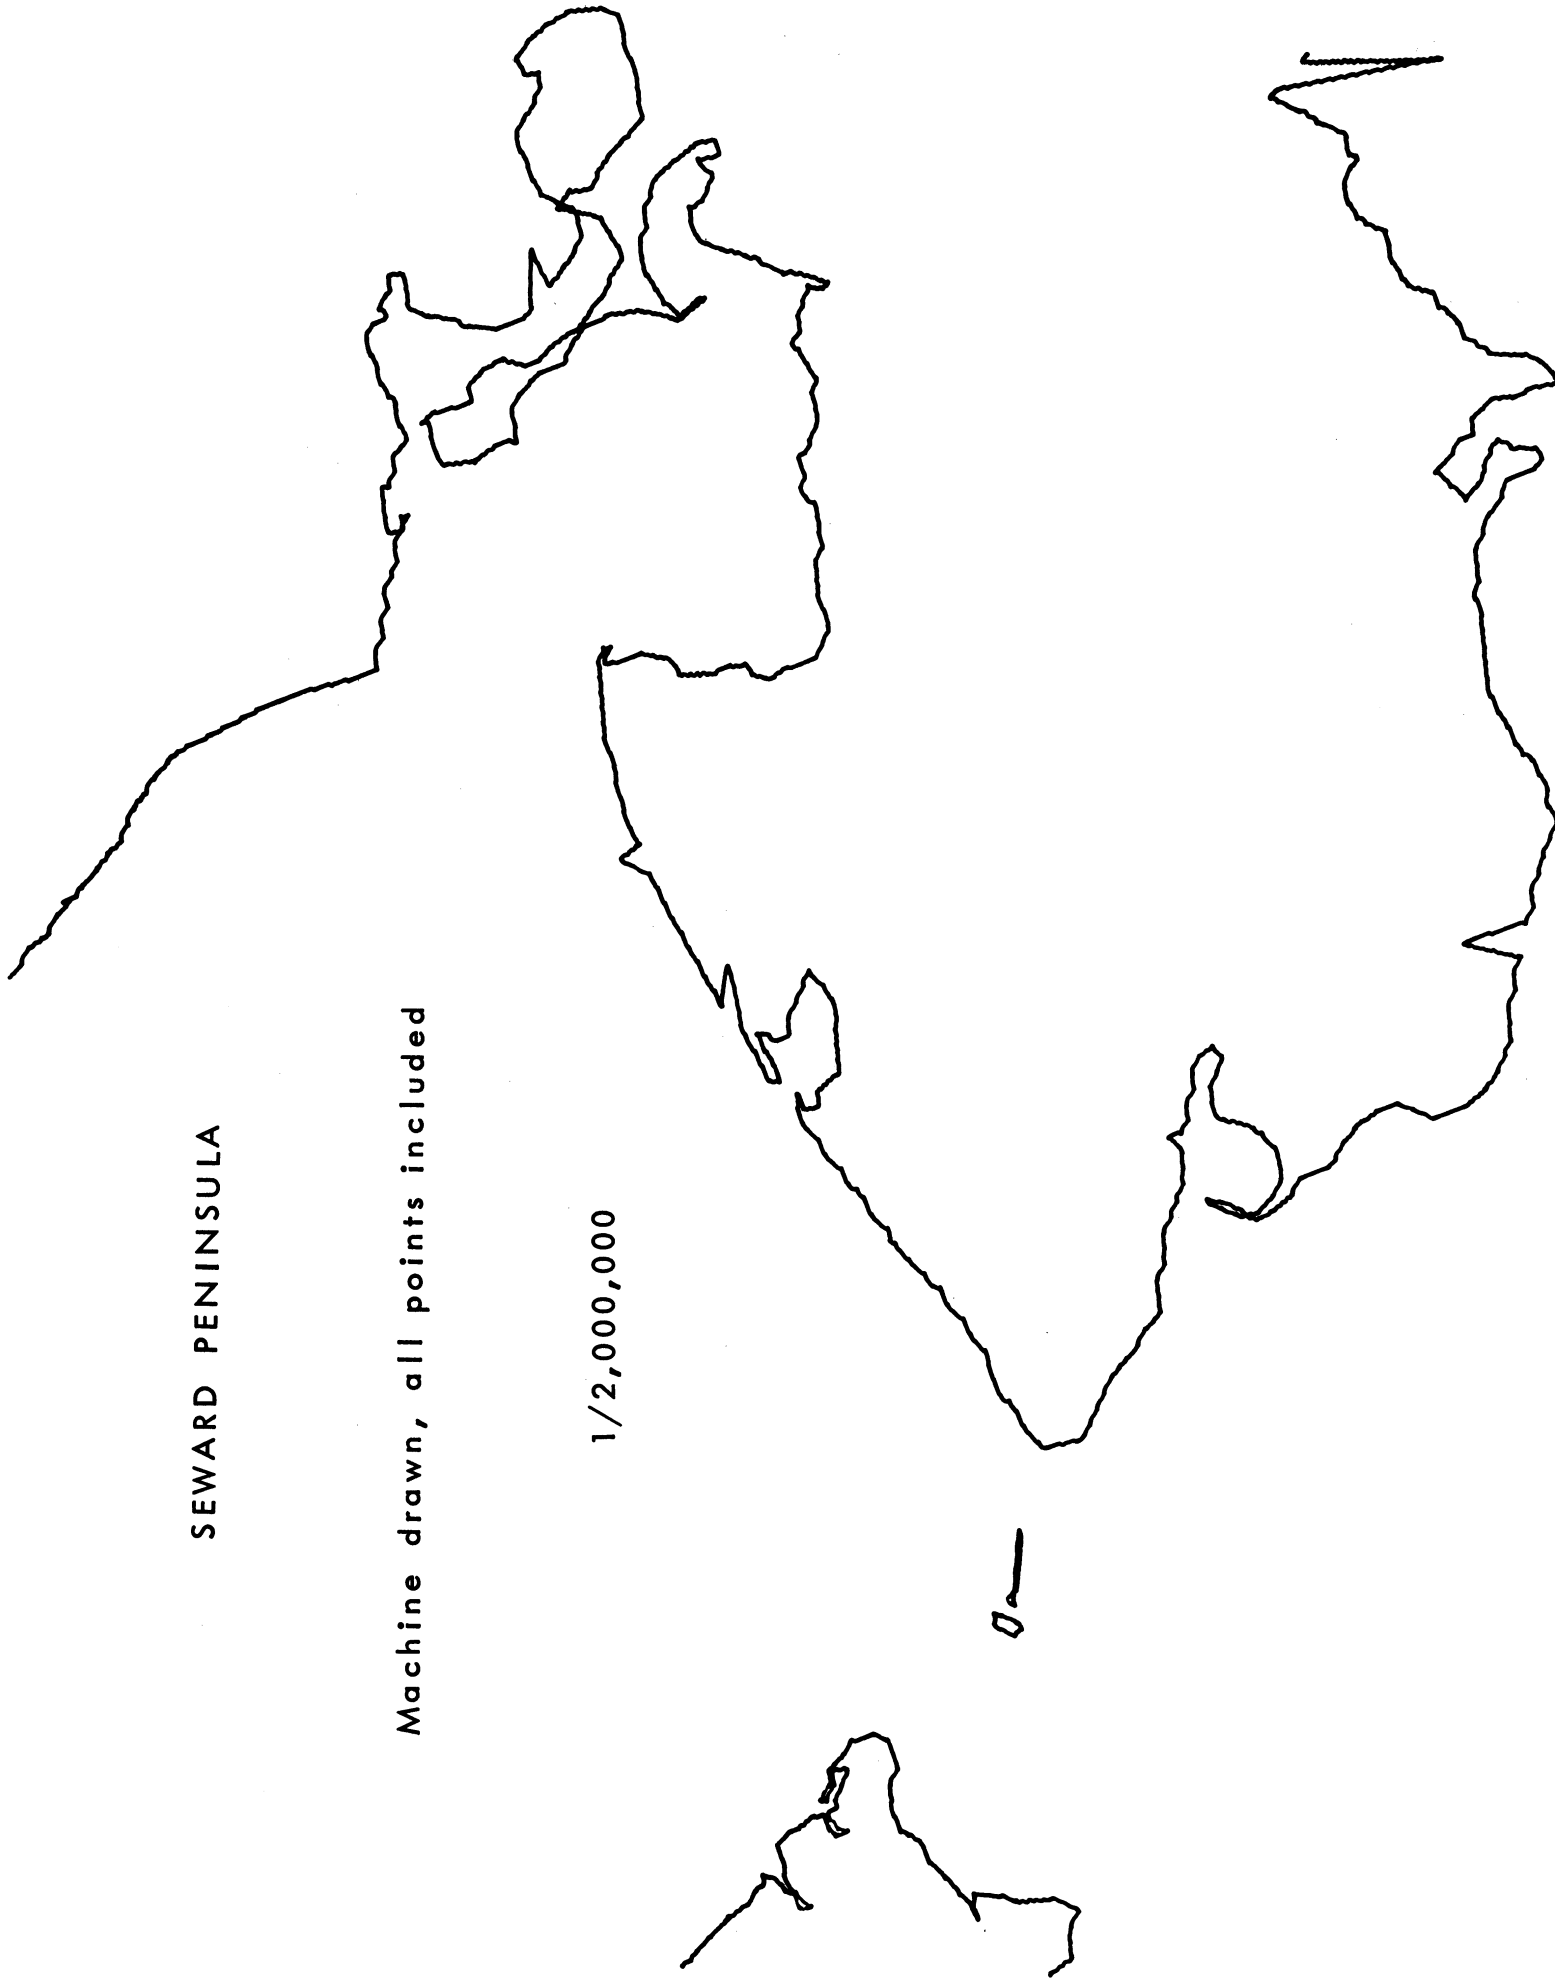 SEWARD PENINSULA
Machine drawn, all points included
1/2,000,000